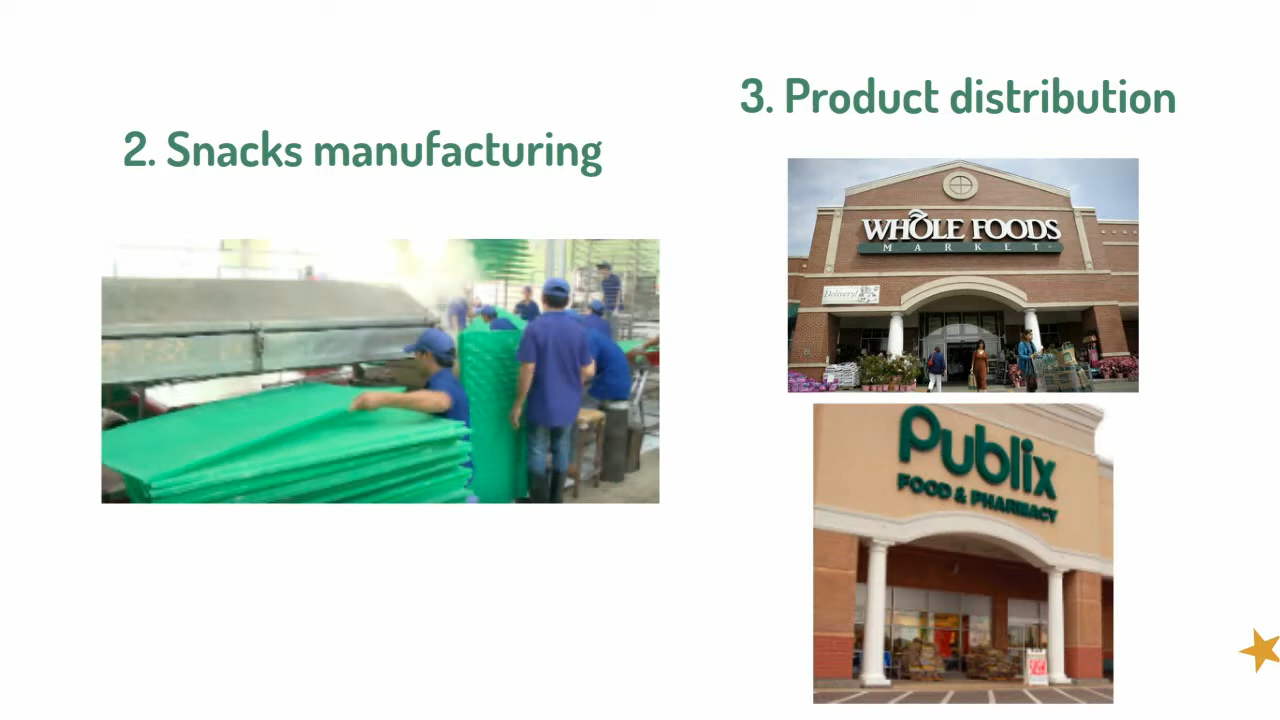 2. Snacks manufacturing
3. Product distribution
WHOLE FOODS
MARKET
Delivery!
Publix
FOOD & PHARMACY